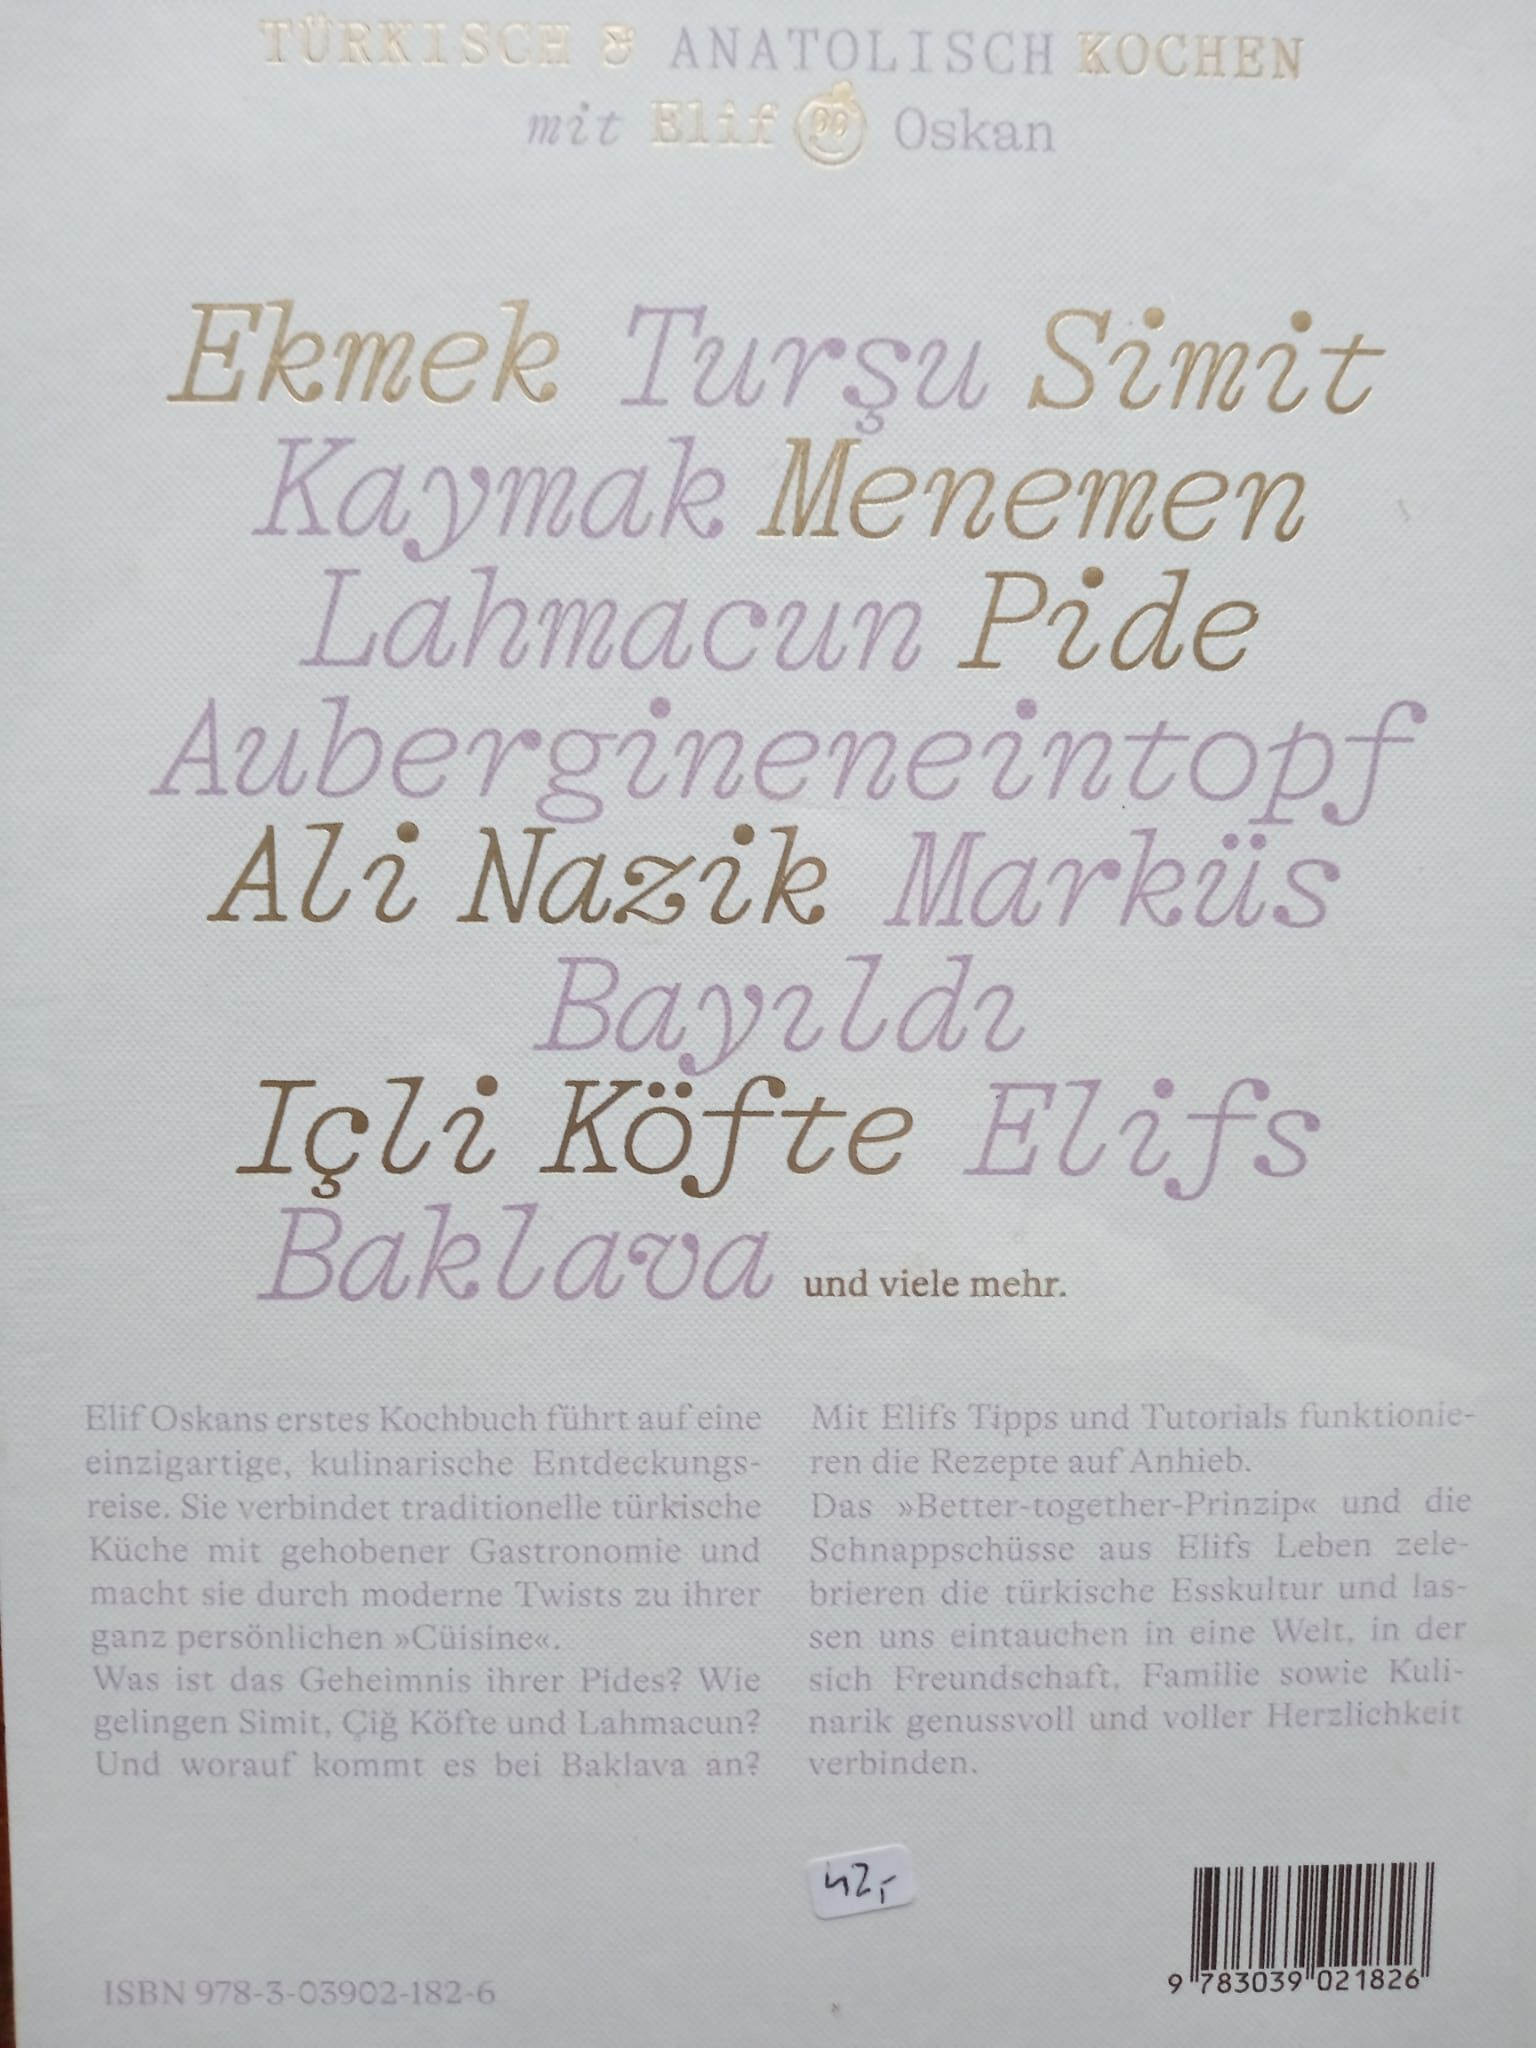 TÜRKISCH & ANATOLISCH KOCHEN
mit Elif Oskan
Ekmek Turşu Simit
Kaymak Menemen
Lahmacun Pide
Aubergineneintopf
Ali Nazik Marküs
Bayıldı
Içli Köfte Elifs
Baklava und viele mehr.
Elif Oskans erstes Kochbuch führt auf eine
einzigartige, kulinarische Entdeckungs-
reise. Sie verbindet traditionelle türkische
Küche mit gehobener Gastronomie und
macht sie durch moderne Twists zu ihrer
ganz persönlichen »Cüisine«.
Was ist das Geheimnis ihrer Pides? Wie
gelingen Simit, Çiğ Köfte und Lahmacun?
Und worauf kommt es bei Baklava an?
Mit Elifs Tipps und Tutorials funktionie-
ren die Rezepte auf Anhieb.
Das »Better-together-Prinzip« und die
Schnappschüsse aus Elifs Leben zele-
brieren die türkische Esskultur und las-
sen uns eintauchen in eine Welt, in der
sich Freundschaft, Familie sowie Kuli-
narik genussvoll und voller Herzlichkeit
verbinden.
42,-
ISBN 978-3-03902-182-6
9 783039 021826